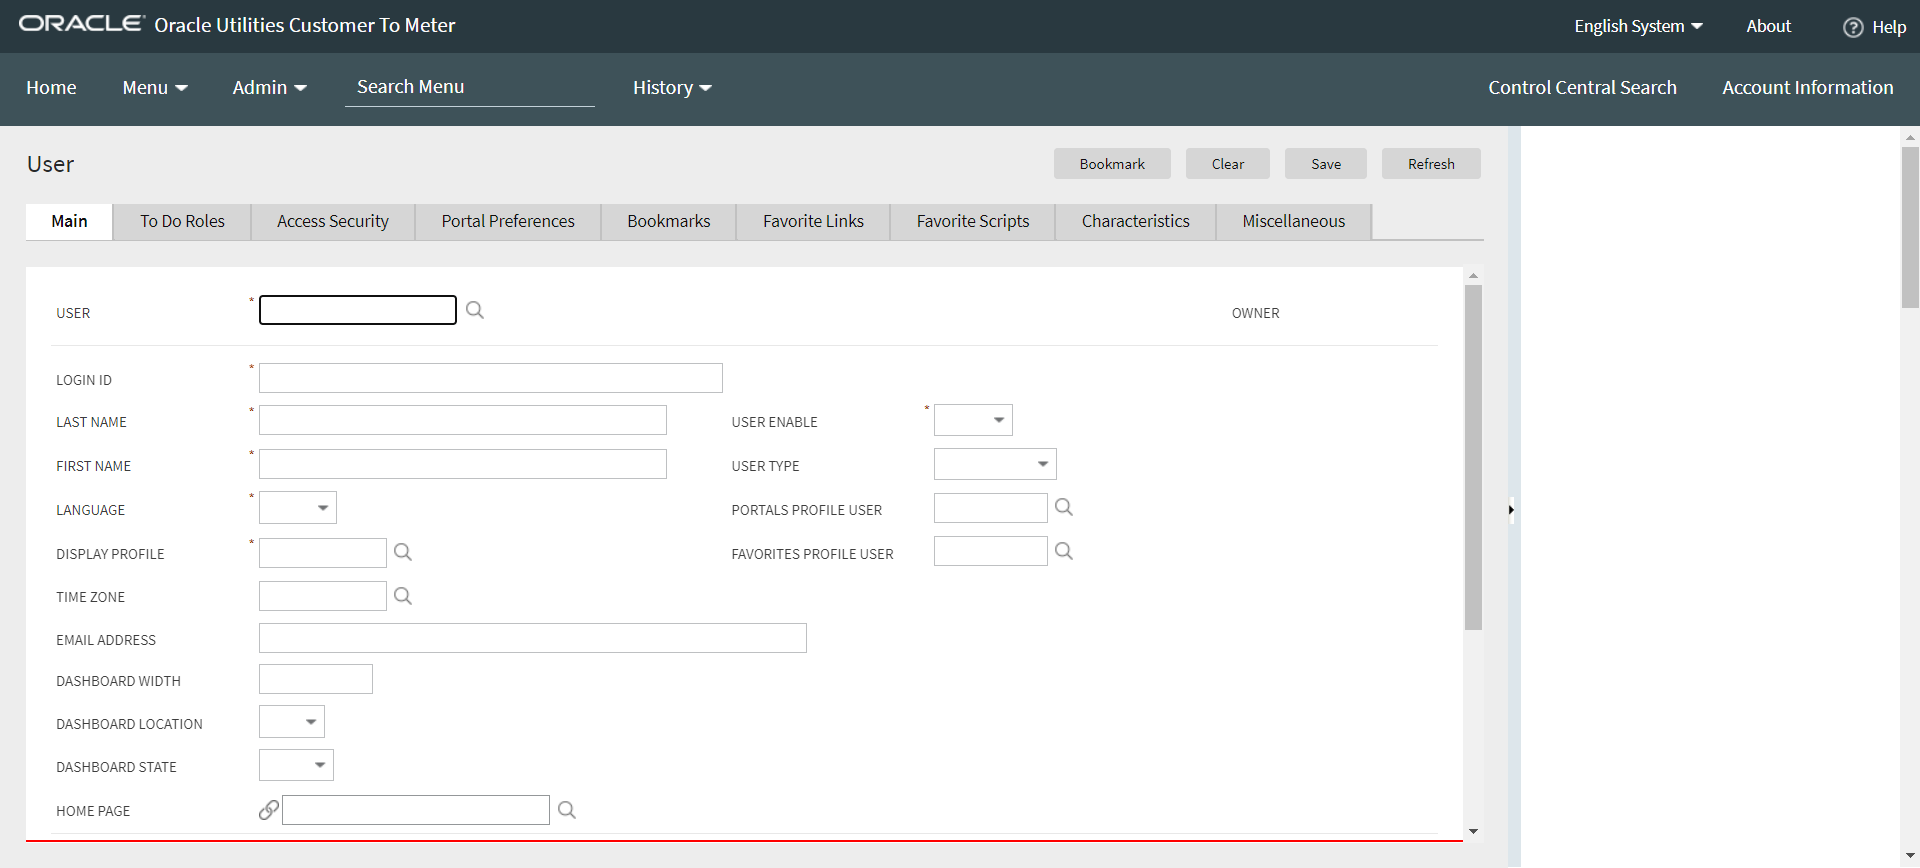 ORACLE Oracle Utilities Customer To Meter English System About Help
Home Menu Admin Search Menu History Control Central Search Account Information
User Bookmark Clear Save Refresh
Main To Do Roles Access Security Portal Preferences Bookmarks Favorite Links Favorite Scripts Characteristics Miscellaneous
USER * OWNER
LOGIN ID *
LAST NAME * USER ENABLE *
FIRST NAME * USER TYPE
LANGUAGE * PORTALS PROFILE USER
DISPLAY PROFILE * FAVORITES PROFILE USER
TIME ZONE
EMAIL ADDRESS
DASHBOARD WIDTH
DASHBOARD LOCATION
DASHBOARD STATE
HOME PAGE